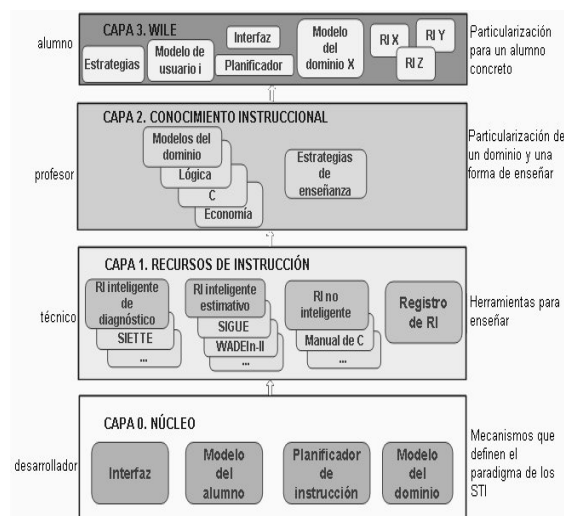 CAPA 3. WILE
alumno
Estrategias
Modelo de
usuario i
Interfaz
Planificador
Modelo
del
dominio X
RI X
RI Y
RI Z
Particularización
para un alumno
concreto
CAPA 2. CONOCIMIENTO INSTRUCCIONAL
profesor
Modelos del
dominio
Lógica
C
Economía
Estrategias
de
enseñanza
Particularización de
un dominio y una
forma de enseñar
CAPA 1. RECURSOS DE INSTRUCCIÓN
técnico
RI inteligente
de
diagnóstico
SIETTE
...
RI inteligente
estimativo
SIGUE
WADEIn-II
...
RI no
inteligente
Manual de C
...
Registro
de RI
Herramientas para
enseñar
CAPA 0. NÚCLEO
desarrollador
Interfaz
Modelo
del
alumno
Planificador
de
instrucción
Modelo
del
dominio
Mecanismos que
definen el
paradigma de los
STI